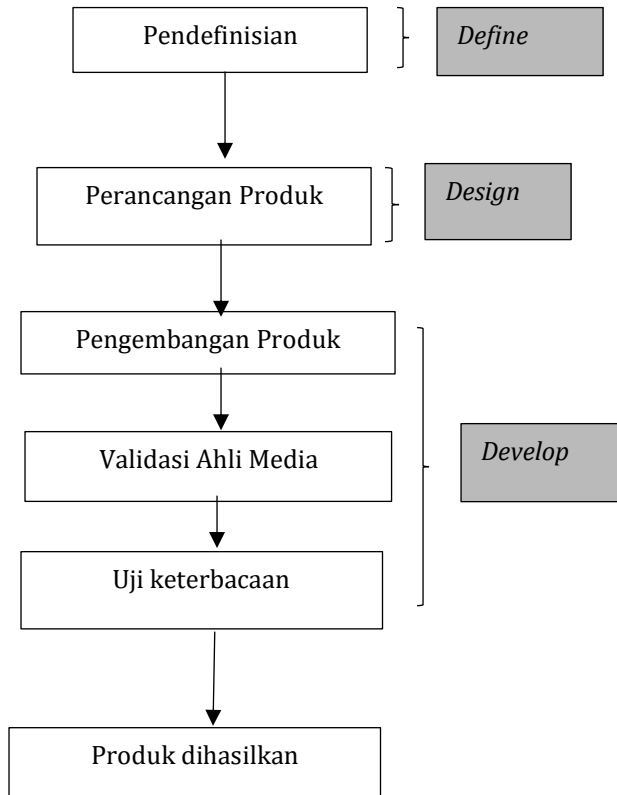 Pendefinisian
Define
Perancangan Produk
Design
Pengembangan Produk
Validasi Ahli Media
Develop
Uji keterbacaan
Produk dihasilkan